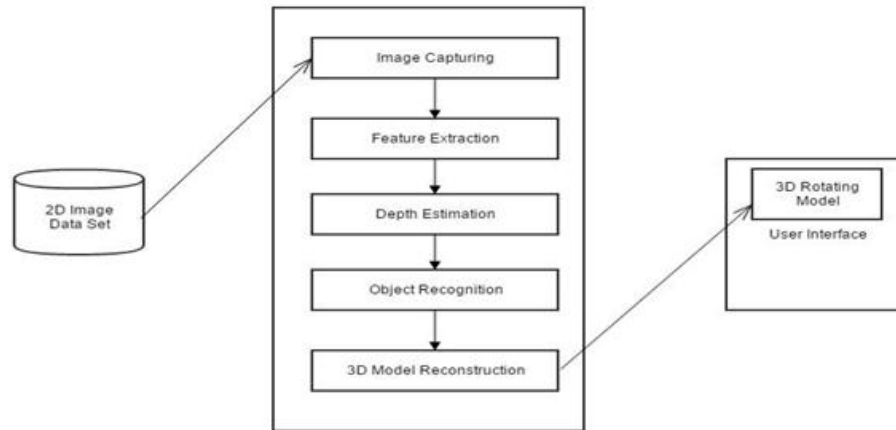 Image Capturing
Feature Extraction
2D Image
Data Set
Depth Estimation
Object Recognition
3D Model Reconstruction
3D Rotating
Model
User Interface